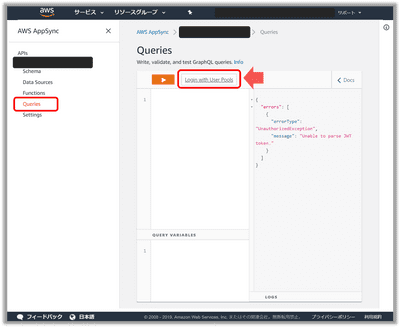 aws
サービス
リソースグループ
サポート
AWS AppSync
AWS AppSync
Queries
APIs
Schema
Data Sources
Functions
Queries
Settings
Queries
Write, validate, and test GraphQL queries. Info
Login with User Pools
Docs
1
{
"errors": [
{
"errorType":
"UnauthorizedException",
"message": "Unable to parse JWT
token."
}
]
}
QUERY VARIABLES
1
LOGS
フィードバック
日本語
© 2008 - 2019, Amazon Web Services, Inc. またはその関連会社。無断転用禁止。
プライバシーポリシー
利用規約